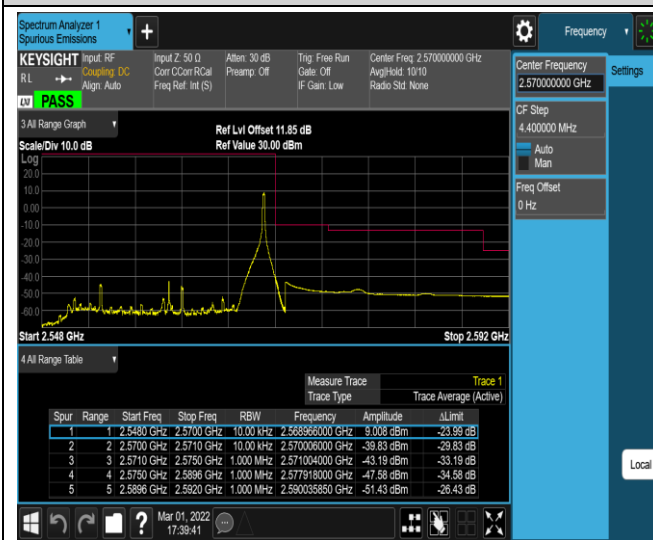 Spectrum Analyzer 1
Spurious Emissions
+
Frequency
KEYSIGHT
RL
Input: RF
Coupling: DC
Align: Auto
Input Z: 50 Ω
Corr CCorr RCal
Freq Ref: Int (S)
Atten: 30 dB
Preamp: Off
Trig: Free Run
Gate: Off
IF Gain: Low
Center Freq: 2.570000000 GHz
Avg|Hold: 10/10
Radio Std: None
LXI PASS
3 All Range Graph
Scale/Div 10.0 dB
Ref Lvl Offset 11.85 dB
Ref Value 30.00 dBm
Log
20.0
10.0
0.00
-10.0
-20.0
-30.0
-40.0
-50.0
-60.0
Start 2.548 GHz
Stop 2.592 GHz
4 All Range Table
Measure Trace Trace 1
Trace Type Trace Average (Active)
Spur Range Start Freq Stop Freq RBW Frequency Amplitude ΔLimit
1 1 2.5480 GHz 2.5700 GHz 10.00 kHz 2.568966000 GHz 9.008 dBm -23.99 dB
2 2 2.5700 GHz 2.5710 GHz 10.00 kHz 2.570006000 GHz -39.83 dBm -29.83 dB
3 3 2.5710 GHz 2.5750 GHz 1.000 MHz 2.571004000 GHz -43.19 dBm -33.19 dB
4 4 2.5750 GHz 2.5896 GHz 1.000 MHz 2.577918000 GHz -47.58 dBm -34.58 dB
5 5 2.5896 GHz 2.5920 GHz 1.000 MHz 2.590035850 GHz -51.43 dBm -26.43 dB
?
Mar 01, 2022
17:39:41
Center Frequency
2.570000000 GHz
Settings
CF Step
4.400000 MHz
Auto
Man
Freq Offset
0 Hz
Local